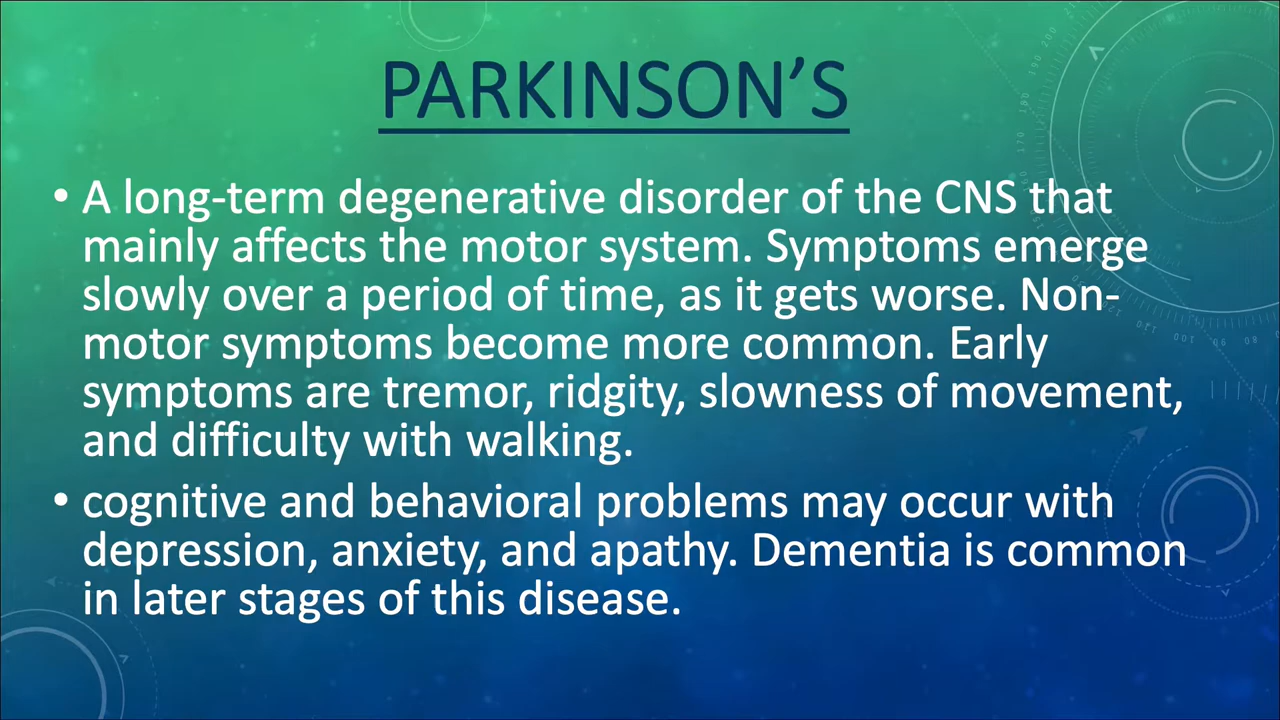 PARKINSON’S
• A long-term degenerative disorder of the CNS that
mainly affects the motor system. Symptoms emerge
slowly over a period of time, as it gets worse. Non-
motor symptoms become more common. Early
symptoms are tremor, ridgity, slowness of movement,
and difficulty with walking.
• cognitive and behavioral problems may occur with
depression, anxiety, and apathy. Dementia is common
in later stages of this disease.